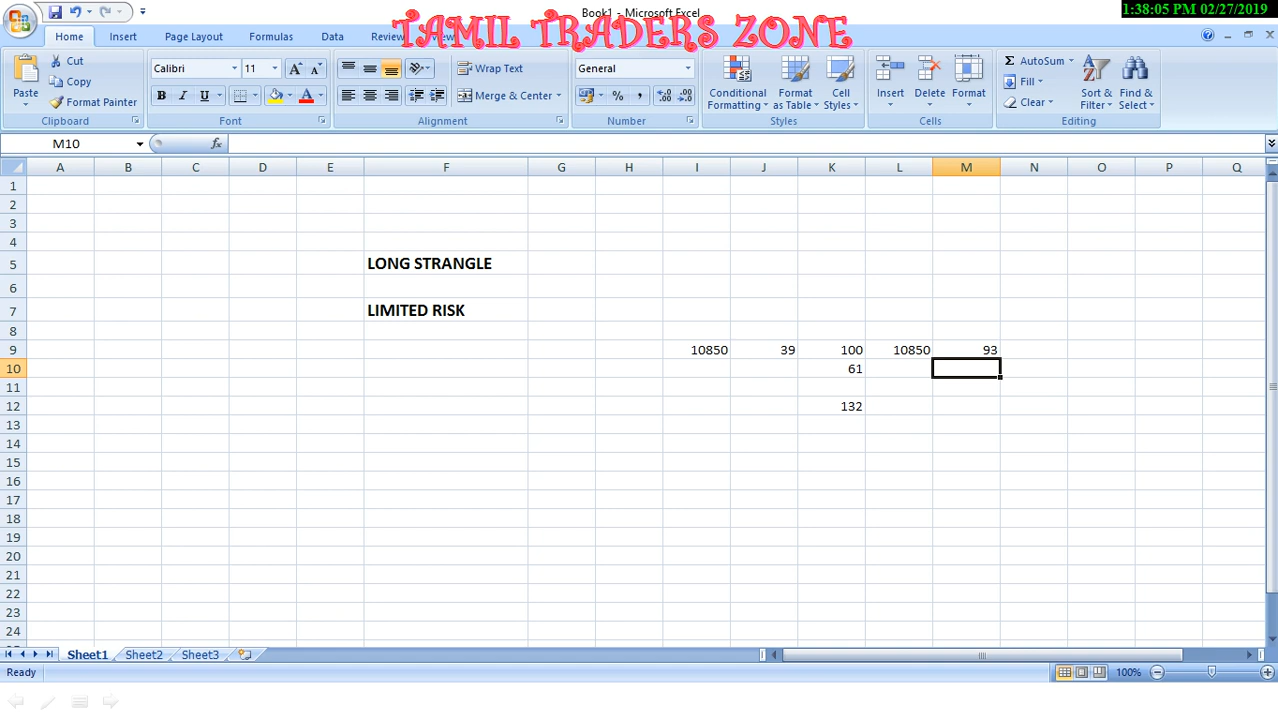 Book1 - Microsoft Excel
1:38:05 PM 02/27/2019
TAMIL TRADERS ZONE
Home Insert Page Layout Formulas Data Review View
Paste Cut Copy Format Painter
Calibri 11
Wrap Text
Merge & Center
General
Conditional Formatting Format as Table Cell Styles
Insert Delete Format
AutoSum Fill Clear
Sort & Filter Find & Select
Clipboard Font Alignment Number Styles Cells Editing
M10 fx
A B C D E F G H I J K L M N O P Q
1
2
3
4
5 LONG STRANGLE
6
7 LIMITED RISK
8
9 10850 39 100 10850 93
10 61
11
12 132
13
14
15
16
17
18
19
20
21
22
23
24
Sheet1 Sheet2 Sheet3
Ready 100%